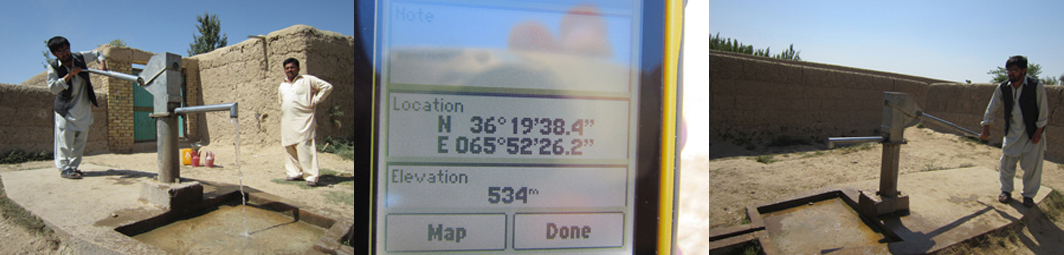 Note
Location
N 36°19'38.4"
E 065°52'26.2"
Elevation
534m
Map Done